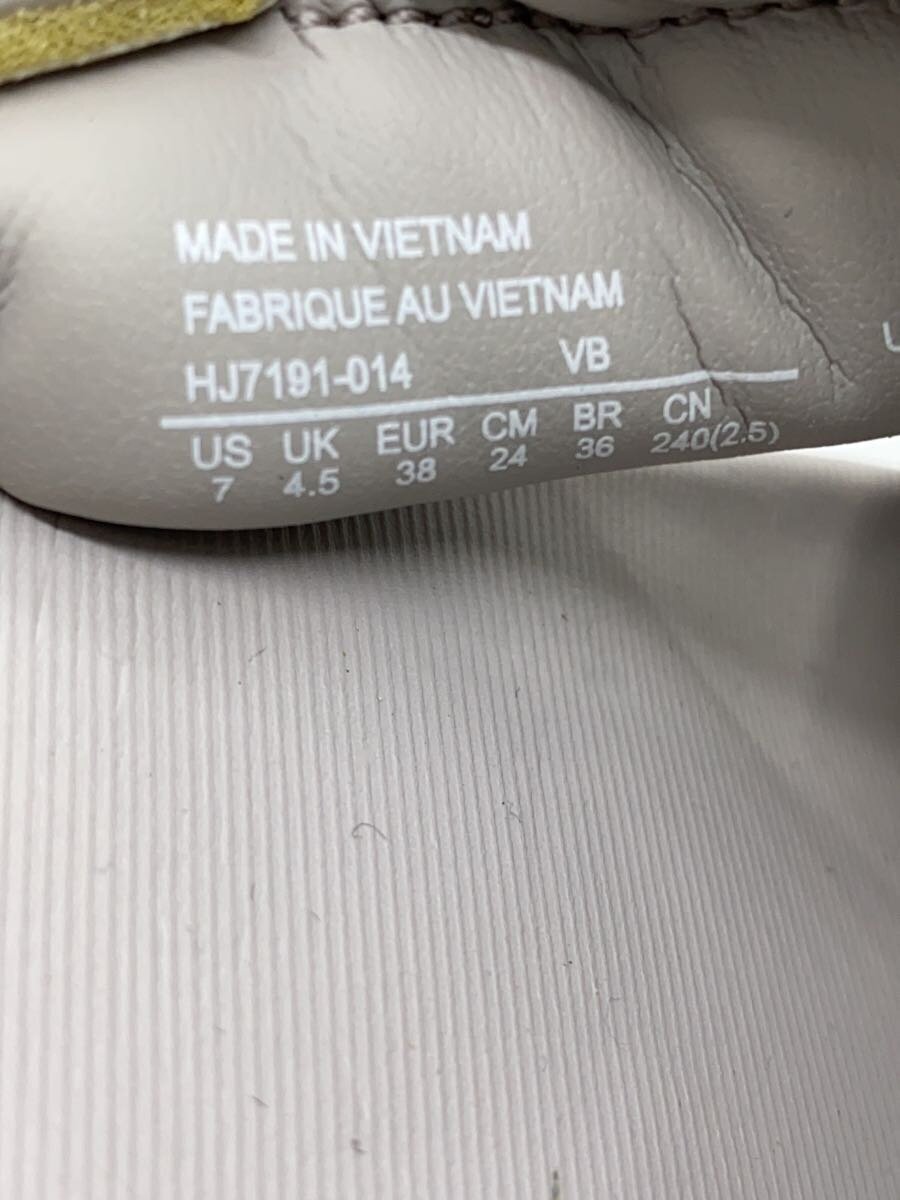 MADE IN VIETNAM
FABRIQUE AU VIETNAM
HJ7191-014 VB
US UK EUR CM BR CN
7 4.5 38 24 36 240(2.5)